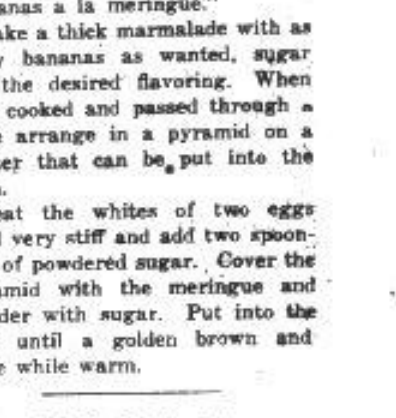 anas a la meringue."
ake a thick marmalade with as
y bananas as wanted, sugar
the desired flavoring. When
cooked and passed through a
e arrange in a pyramid on a
ter that can be put into the
n.
eat the whites of two eggs
l very stiff and add two spoon-
of powdered sugar. Cover the
amid with the meringue and
der with sugar. Put into the
until a golden brown and
e while warm.